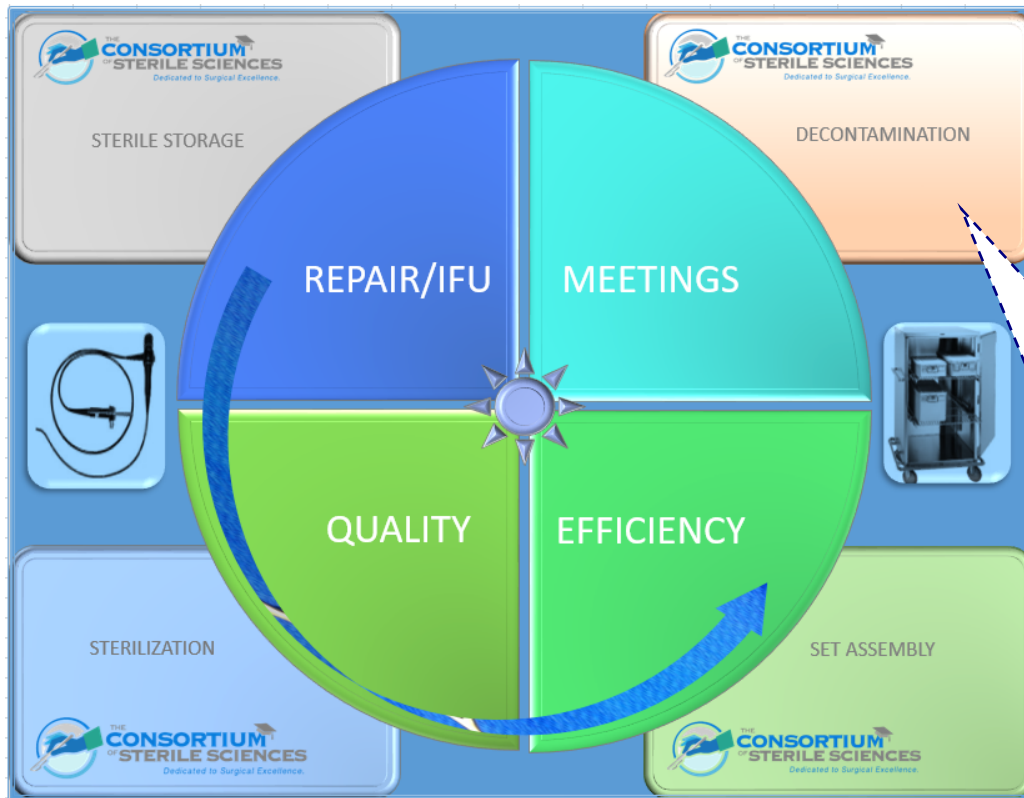 THE
CONSORTIUM
OF STERILE SCIENCES
Dedicated to Surgical Excellence.
STERILE STORAGE
THE
CONSORTIUM
OF STERILE SCIENCES
Dedicated to Surgical Excellence.
DECONTAMINATION
REPAIR/IFU
MEETINGS
QUALITY
EFFICIENCY
STERILIZATION
THE
CONSORTIUM
OF STERILE SCIENCES
Dedicated to Surgical Excellence.
SET ASSEMBLY
THE
CONSORTIUM
OF STERILE SCIENCES
Dedicated to Surgical Excellence.